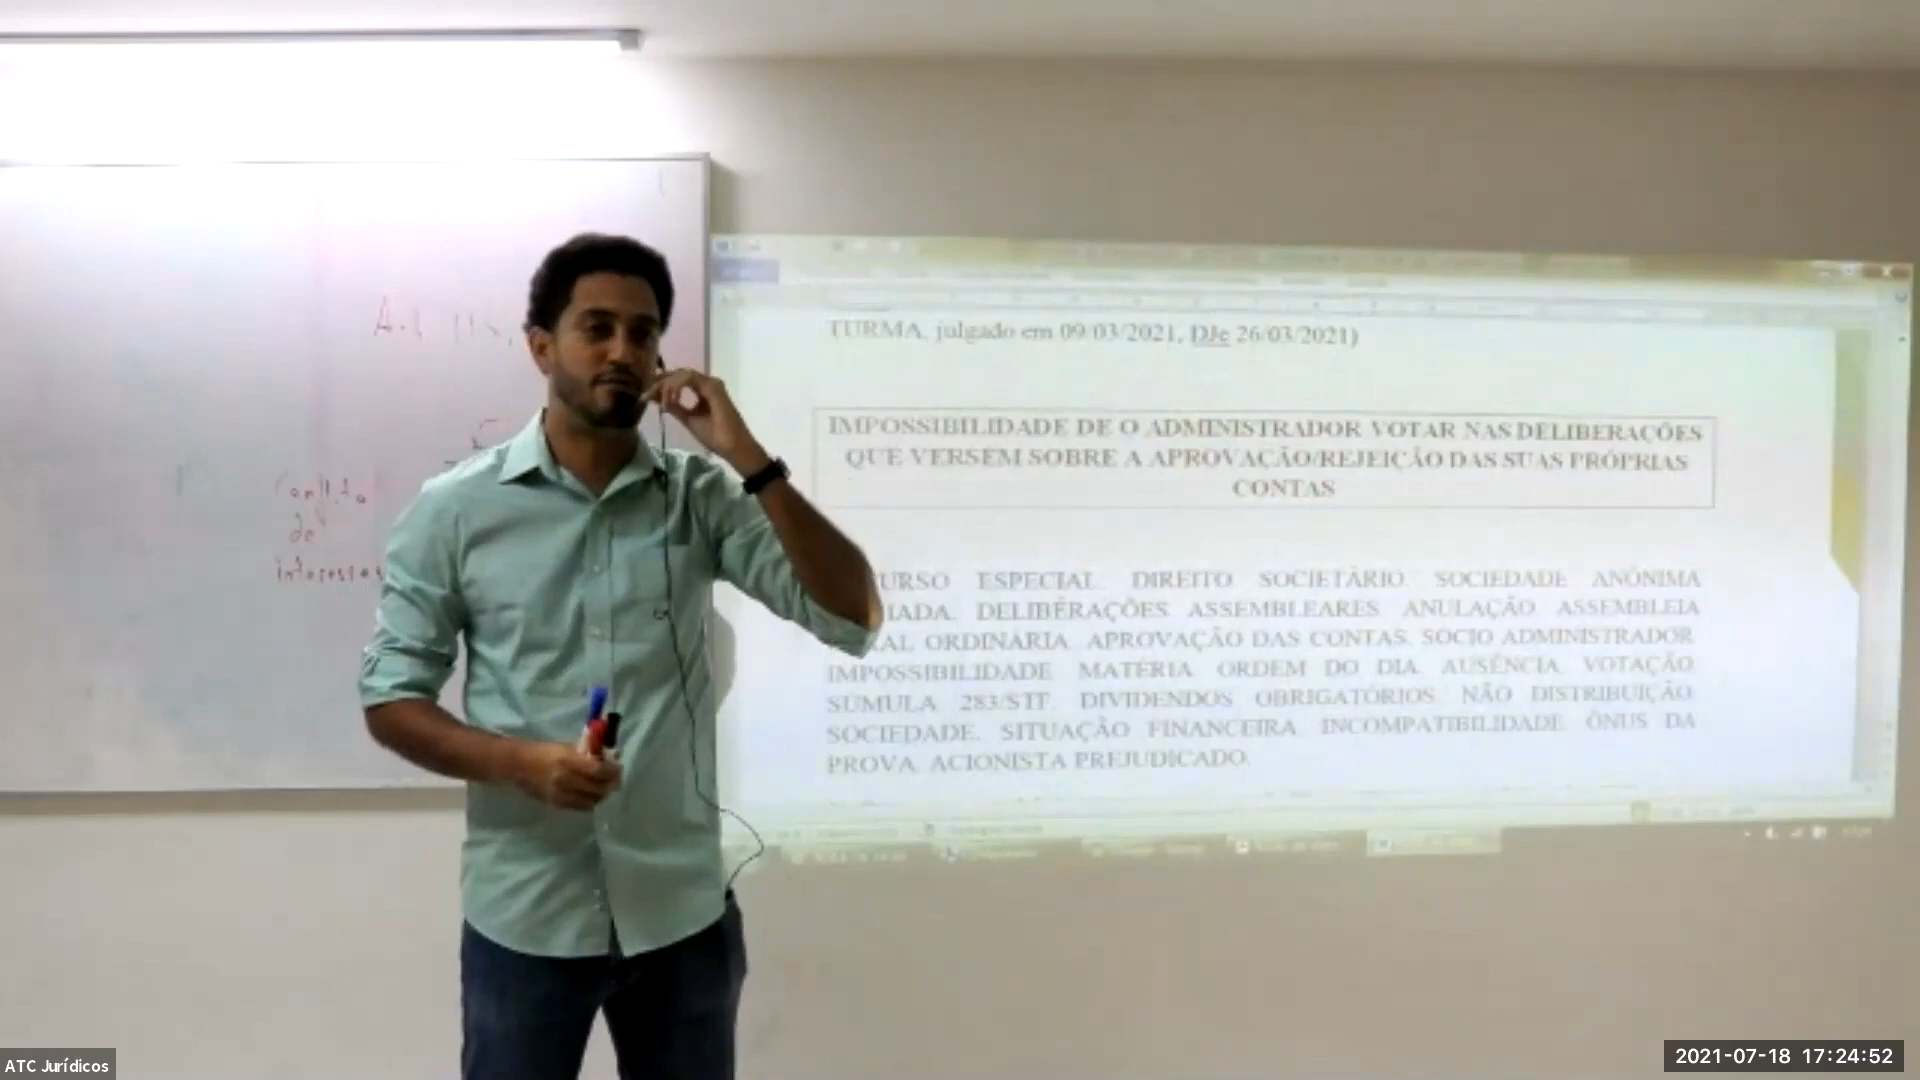 Conflito
de
interesses
TURMA, julgado em 09/03/2021, DJe 26/03/2021)
IMPOSSIBILIDADE DE O ADMINISTRADOR VOTAR NAS DELIBERAÇÕES
QUE VERSEM SOBRE A APROVAÇÃO/REJEIÇÃO DAS SUAS PRÓPRIAS
CONTAS
URSO ESPECIAL. DIREITO SOCIETÁRIO. SOCIEDADE ANÔNIMA
IADA. DELIBERAÇÕES ASSEMBLEARES. ANULAÇÃO. ASSEMBLEIA
RAL ORDINÁRIA. APROVAÇÃO DAS CONTAS. SÓCIO ADMINISTRADOR.
IMPOSSIBILIDADE. MATÉRIA. ORDEM DO DIA. AUSÊNCIA. VOTAÇÃO.
SÚMULA 283/STF. DIVIDENDOS OBRIGATÓRIOS. NÃO DISTRIBUIÇÃO.
SOCIEDADE. SITUAÇÃO FINANCEIRA. INCOMPATIBILIDADE. ÔNUS DA
PROVA. ACIONISTA PREJUDICADO.
ATC Jurídicos
2021-07-18 17:24:52